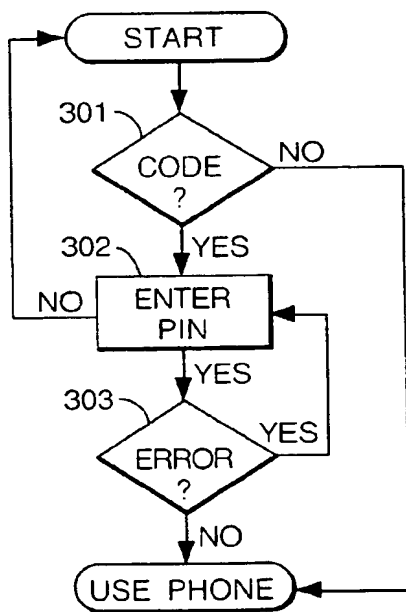 START
301
CODE
?
NO
YES
302
NO
ENTER
PIN
YES
303
YES
ERROR
?
NO
USE PHONE